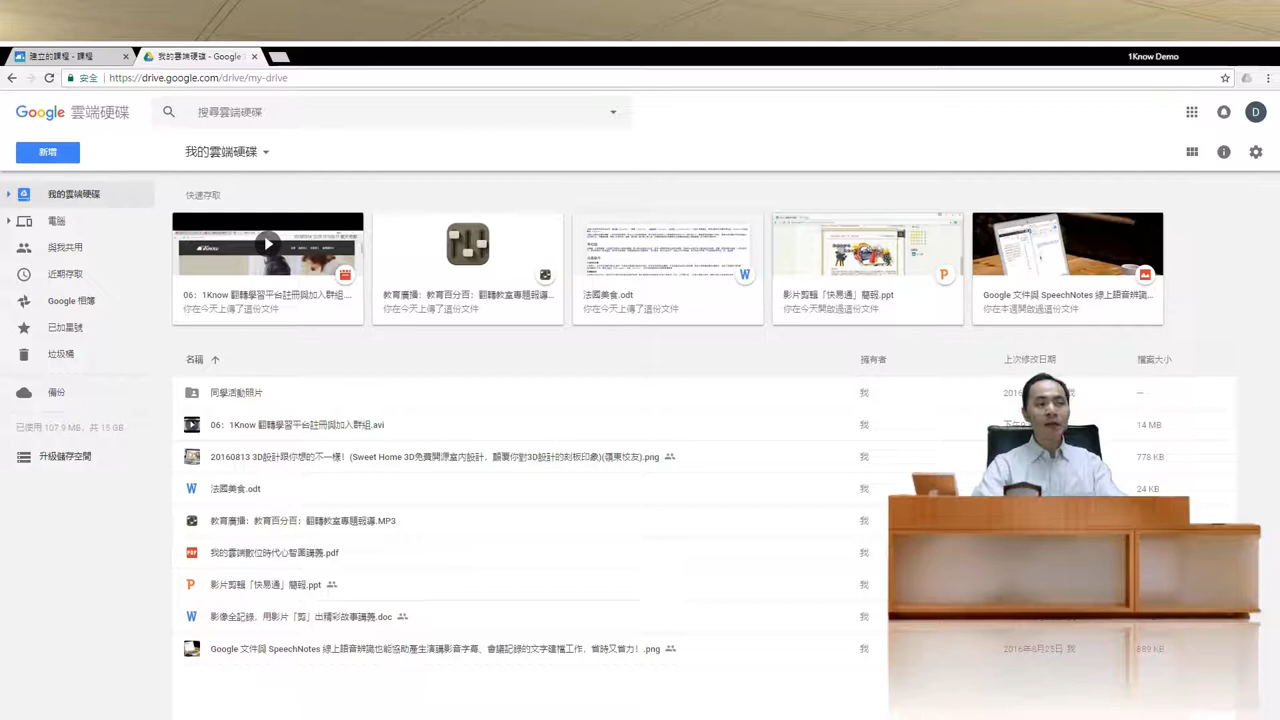 建立的課程 - 課程
我的雲端硬碟 - Google
1Know Demo
安全
https://drive.google.com/drive/my-drive
Google 雲端硬碟
搜尋雲端硬碟
D
新增
我的雲端硬碟
我的雲端硬碟
電腦
與我共用
近期存取
Google 相簿
已加星號
垃圾桶
備份
已使用 107.9 MB，共 15 GB
升級儲存空間
快速存取
06：1Know 翻轉學習平台註冊與加入群組...
你在今天上傳了這份文件
教育廣播：教育百分百：翻轉教室專題報導...
你在今天上傳了這份文件
法國美食.odt
你在今天上傳了這份文件
影片剪輯「快易通」簡報.ppt
你在今天開啟過這份文件
Google 文件與 SpeechNotes 線上語音辨識...
你在本週開啟過這份文件
名稱
擁有者
上次修改日期
檔案大小
同學活動照片
我
2016
我
—
06：1Know 翻轉學習平台註冊與加入群組.avi
我
下午
14 MB
20160813 3D設計跟你想的不一樣！(Sweet Home 3D免費開源室內設計，顛覆你對3D設計的刻板印象)(嶺東校友).png
我
778 KB
法國美食.odt
我
24 KB
教育廣播：教育百分百：翻轉教室專題報導.MP3
我
我的雲端數位時代心智圖講義.pdf
我
影片剪輯「快易通」簡報.ppt
我
影像全記錄，用影片「剪」出精彩故事講義.doc
我
Google 文件與 SpeechNotes 線上語音辨識也能協助產生演講影音字幕、會議記錄的文字建檔工作，省時又省力！.png
我
2016年8月25日 我
889 KB